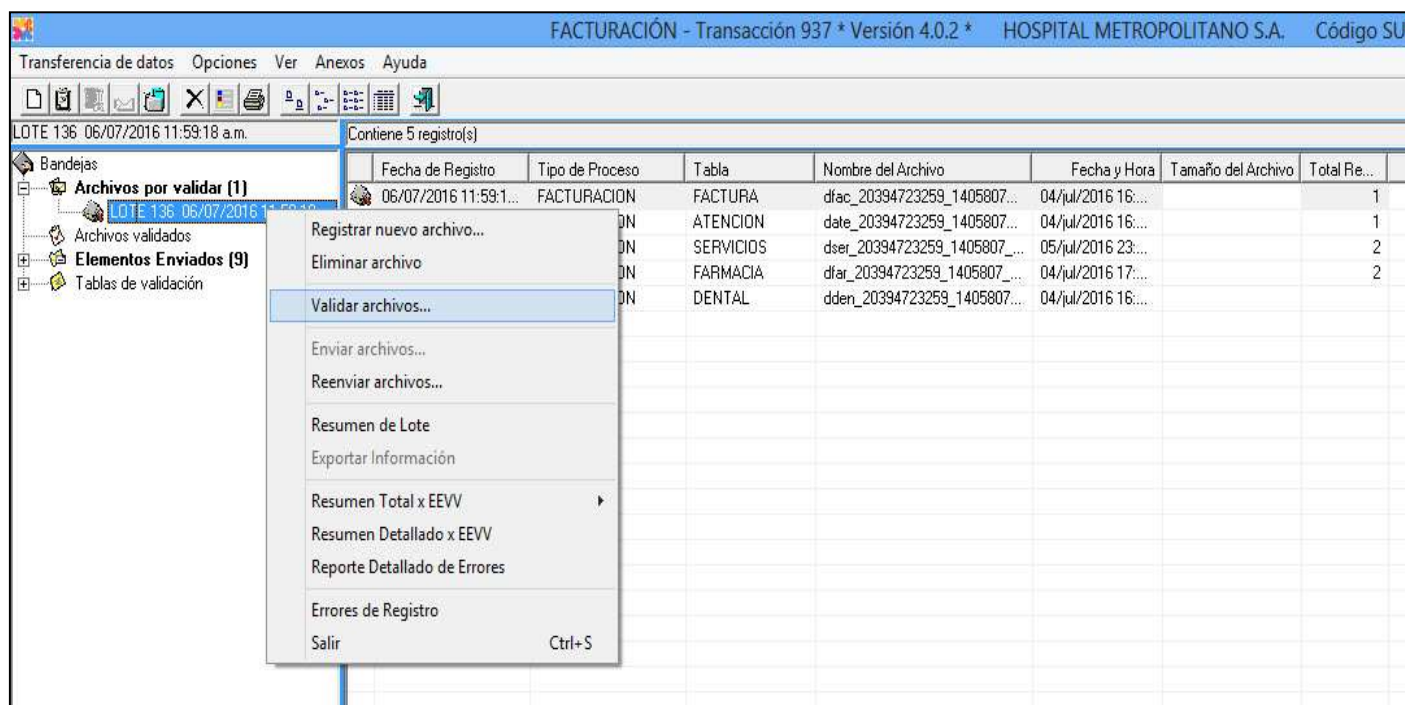 FACTURACIÓN - Transacción 937 * Versión 4.0.2 * HOSPITAL METROPOLITANO S.A. Código SU
Transferencia de datos Opciones Ver Anexos Ayuda
LOTE 136 06/07/2016 11:59:18 a.m. Contiene 5 registro(s)
Bandejas
Archivos por validar (1)
LOTE 136 06/07/2016 11:59:18
Archivos validados
Elementos Enviados (9)
Tablas de validación
Fecha de Registro Tipo de Proceso Tabla Nombre del Archivo Fecha y Hora Tamaño del Archivo Total Re...
06/07/2016 11:59:1... FACTURACION FACTURA dfac_20394723259_1405807... 04/jul/2016 16:... 1
ON ATENCION date_20394723259_1405807... 04/jul/2016 16:... 1
ON SERVICIOS dser_20394723259_1405807_... 05/jul/2016 23:... 2
ON FARMACIA dfar_20394723259_1405807_... 04/jul/2016 17:... 2
ON DENTAL dden_20394723259_1405807... 04/jul/2016 16:...
Registrar nuevo archivo...
Eliminar archivo
Validar archivos...
Enviar archivos...
Reenviar archivos...
Resumen de Lote
Exportar Información
Resumen Total x EEVV
Resumen Detallado x EEVV
Reporte Detallado de Errores
Errores de Registro
Salir Ctrl+S